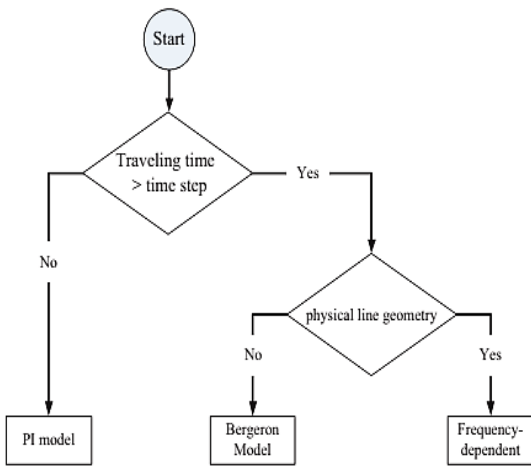 Start
Traveling time
> time step
Yes
No
physical line geometry
No
Yes
PI model
Bergeron
Model
Frequency-
dependent